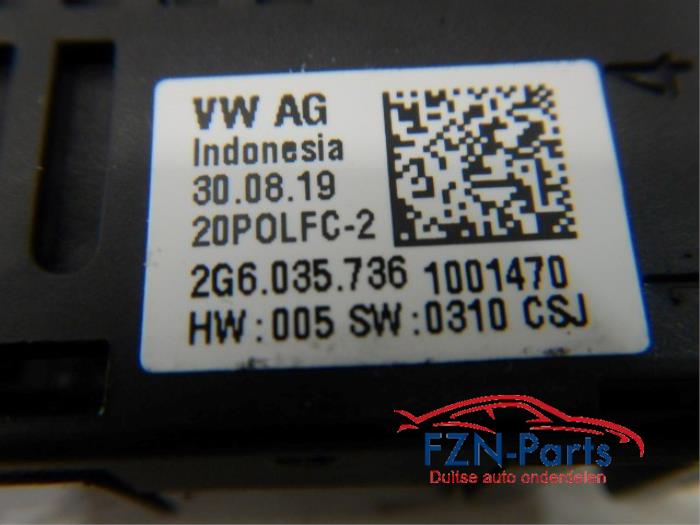 VW AG
Indonesia
30.08.19
20POLFC-2
2G6.035.736 1001470
HW:005 SW:0310 CSJ
4
FZN-Parts
Duitse auto onderdelen